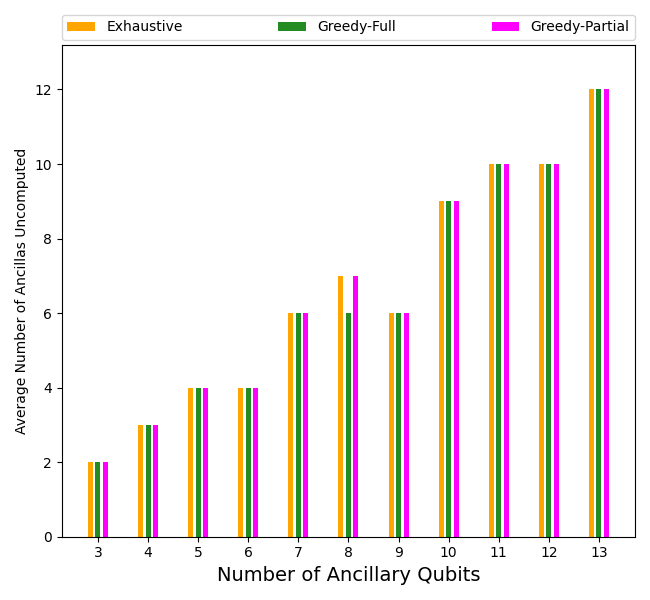 Exhaustive Greedy-Full Greedy-Partial
Average Number of Ancillas Uncomputed
12
10
8
6
4
2
0
3 4 5 6 7 8 9 10 11 12 13
Number of Ancillary Qubits